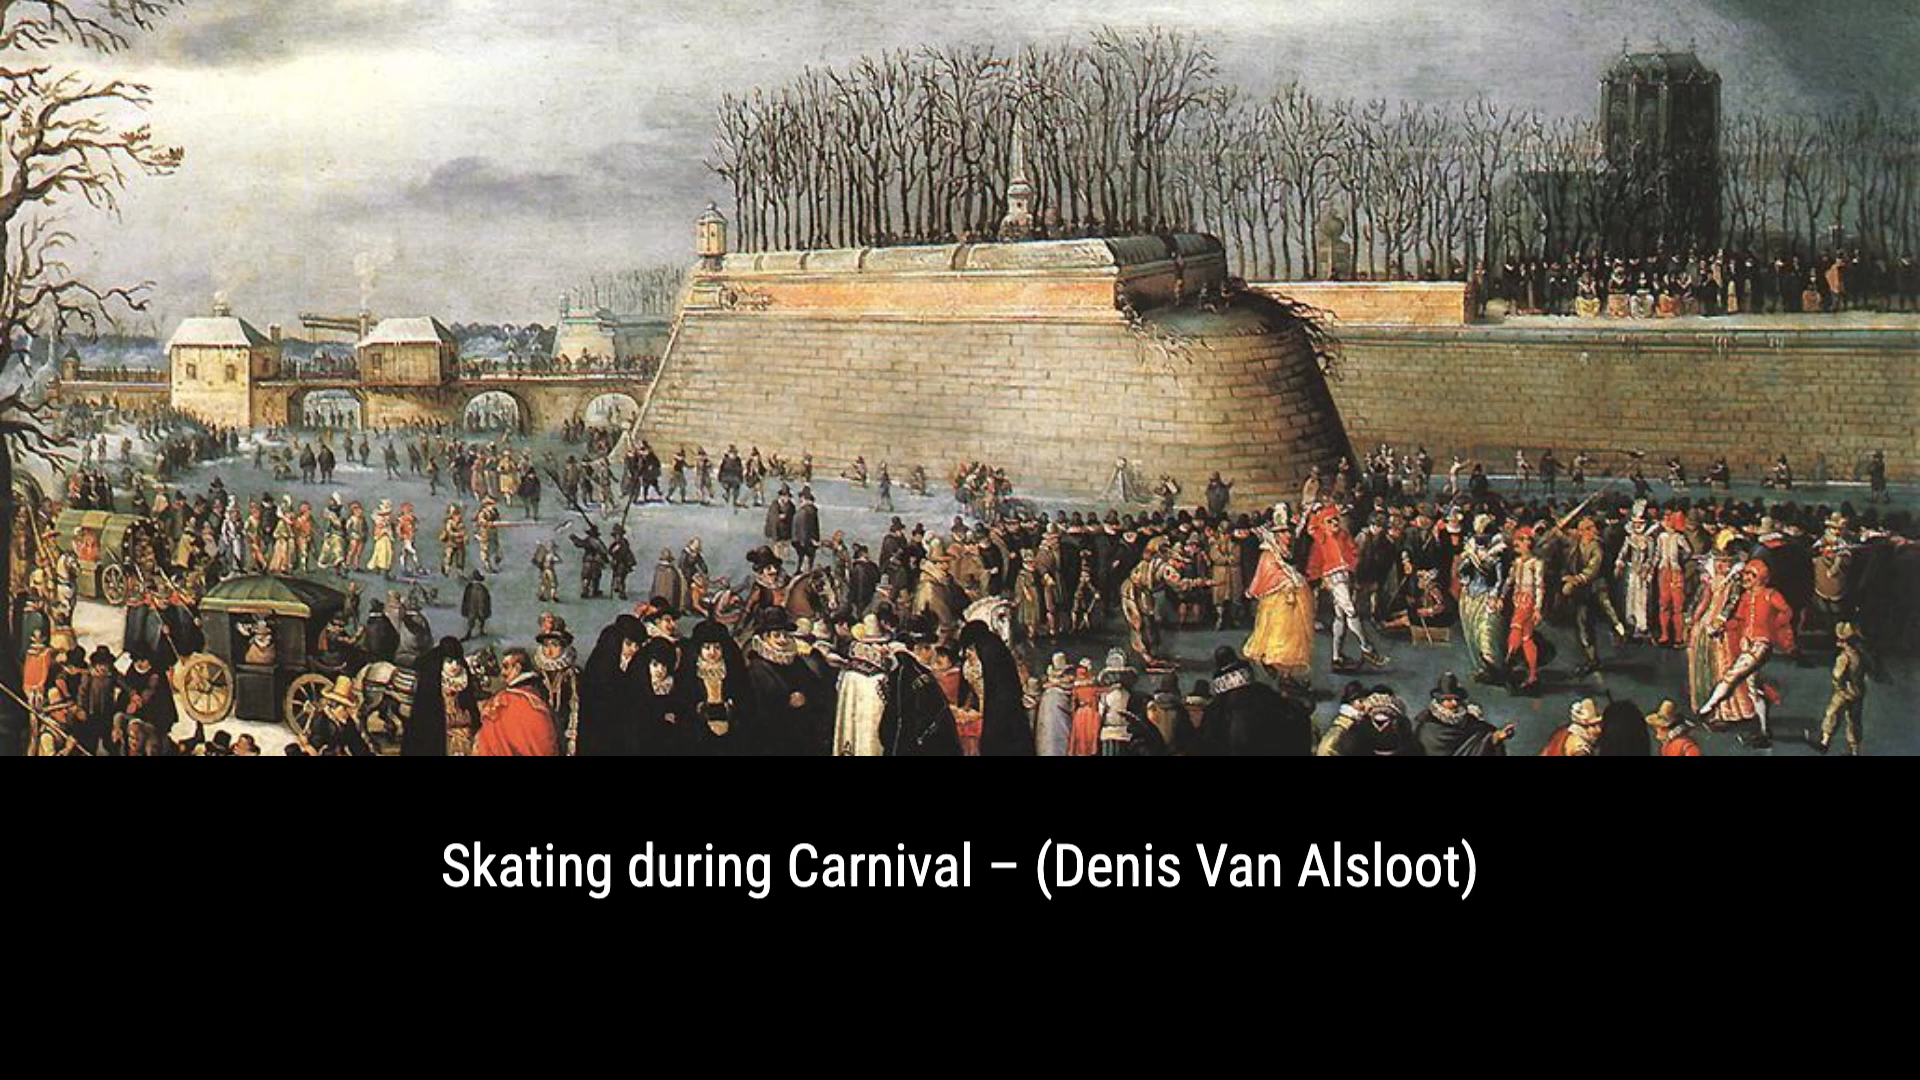 Skating during Carnival – (Denis Van Alsloot)